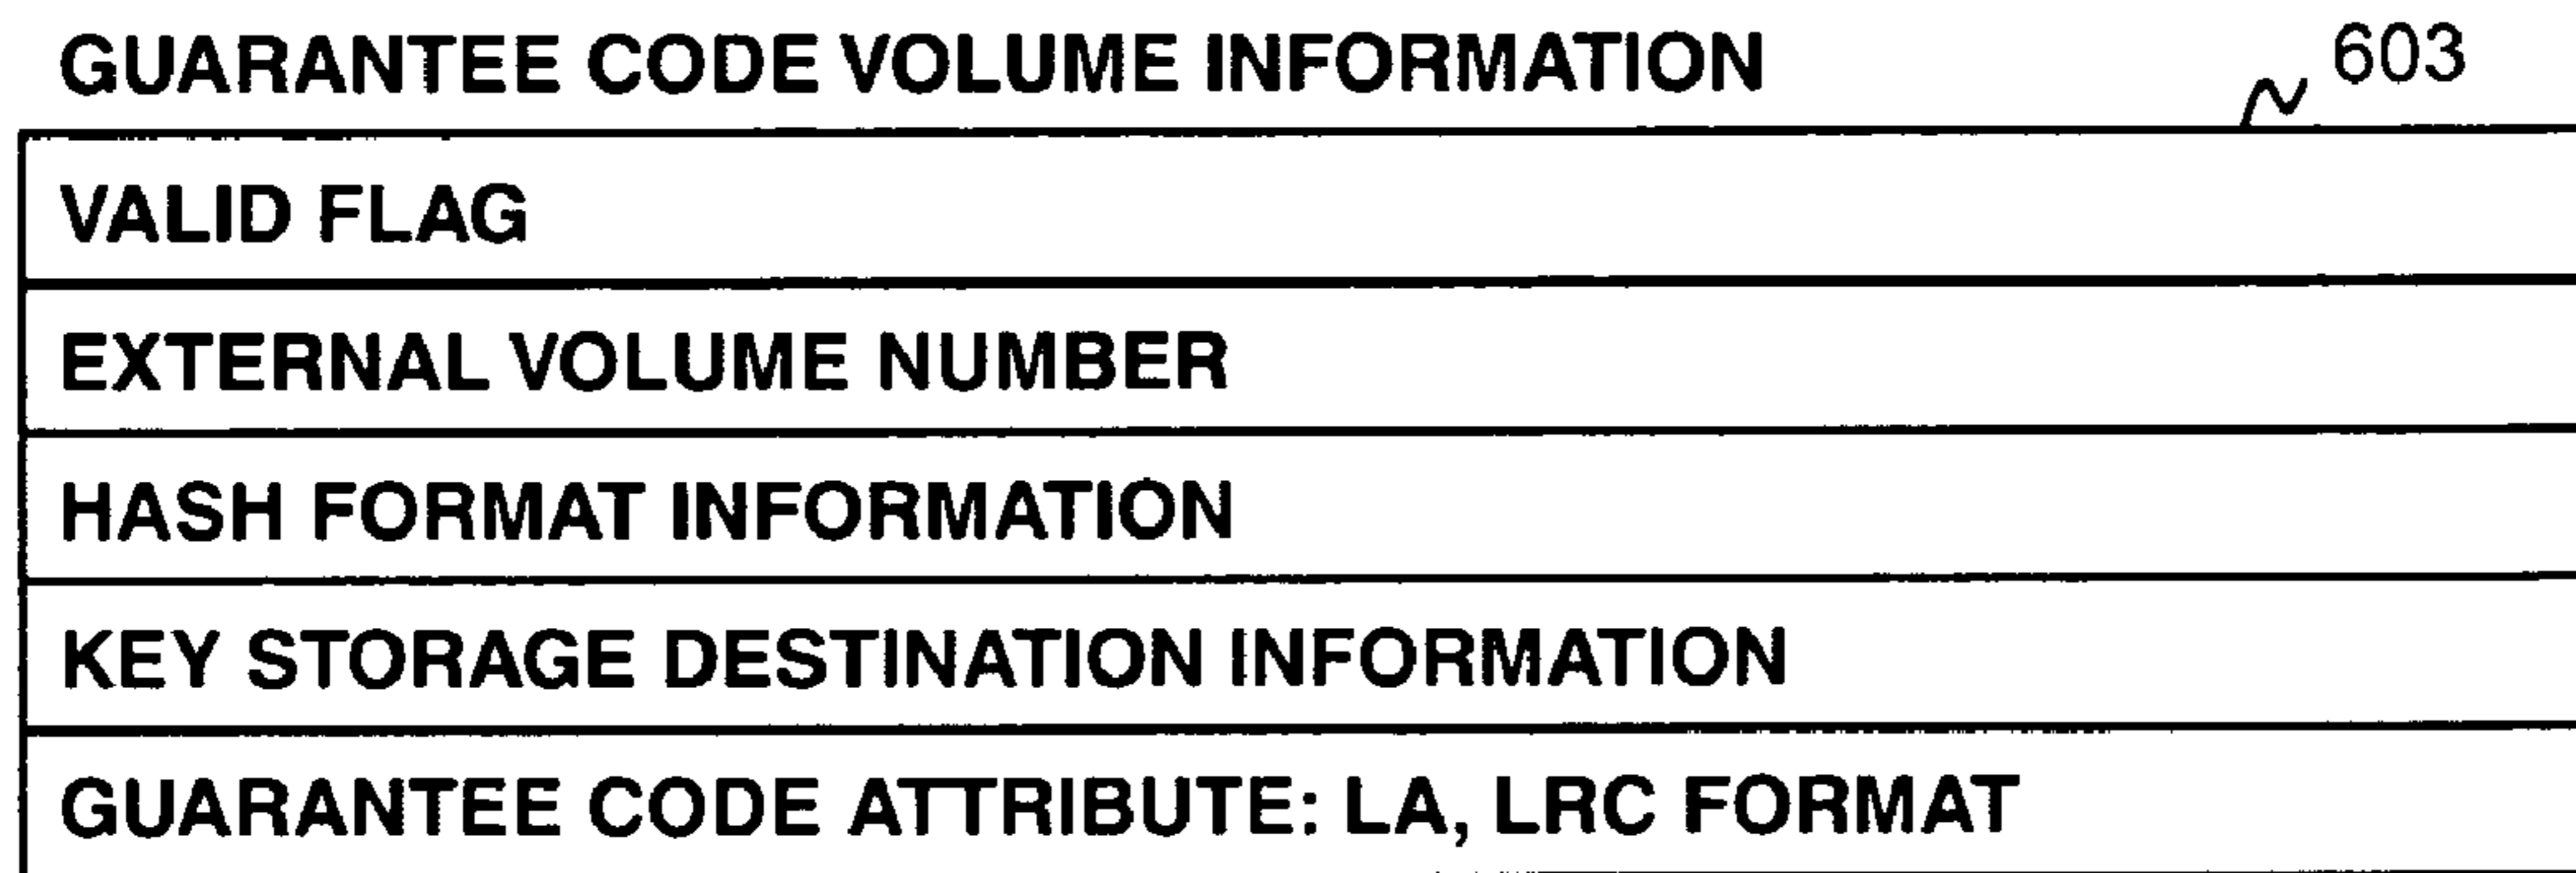 GUARANTEE CODE VOLUME INFORMATION 603
VALID FLAG
EXTERNAL VOLUME NUMBER
HASH FORMAT INFORMATION
KEY STORAGE DESTINATION INFORMATION
GUARANTEE CODE ATTRIBUTE: LA, LRC FORMAT